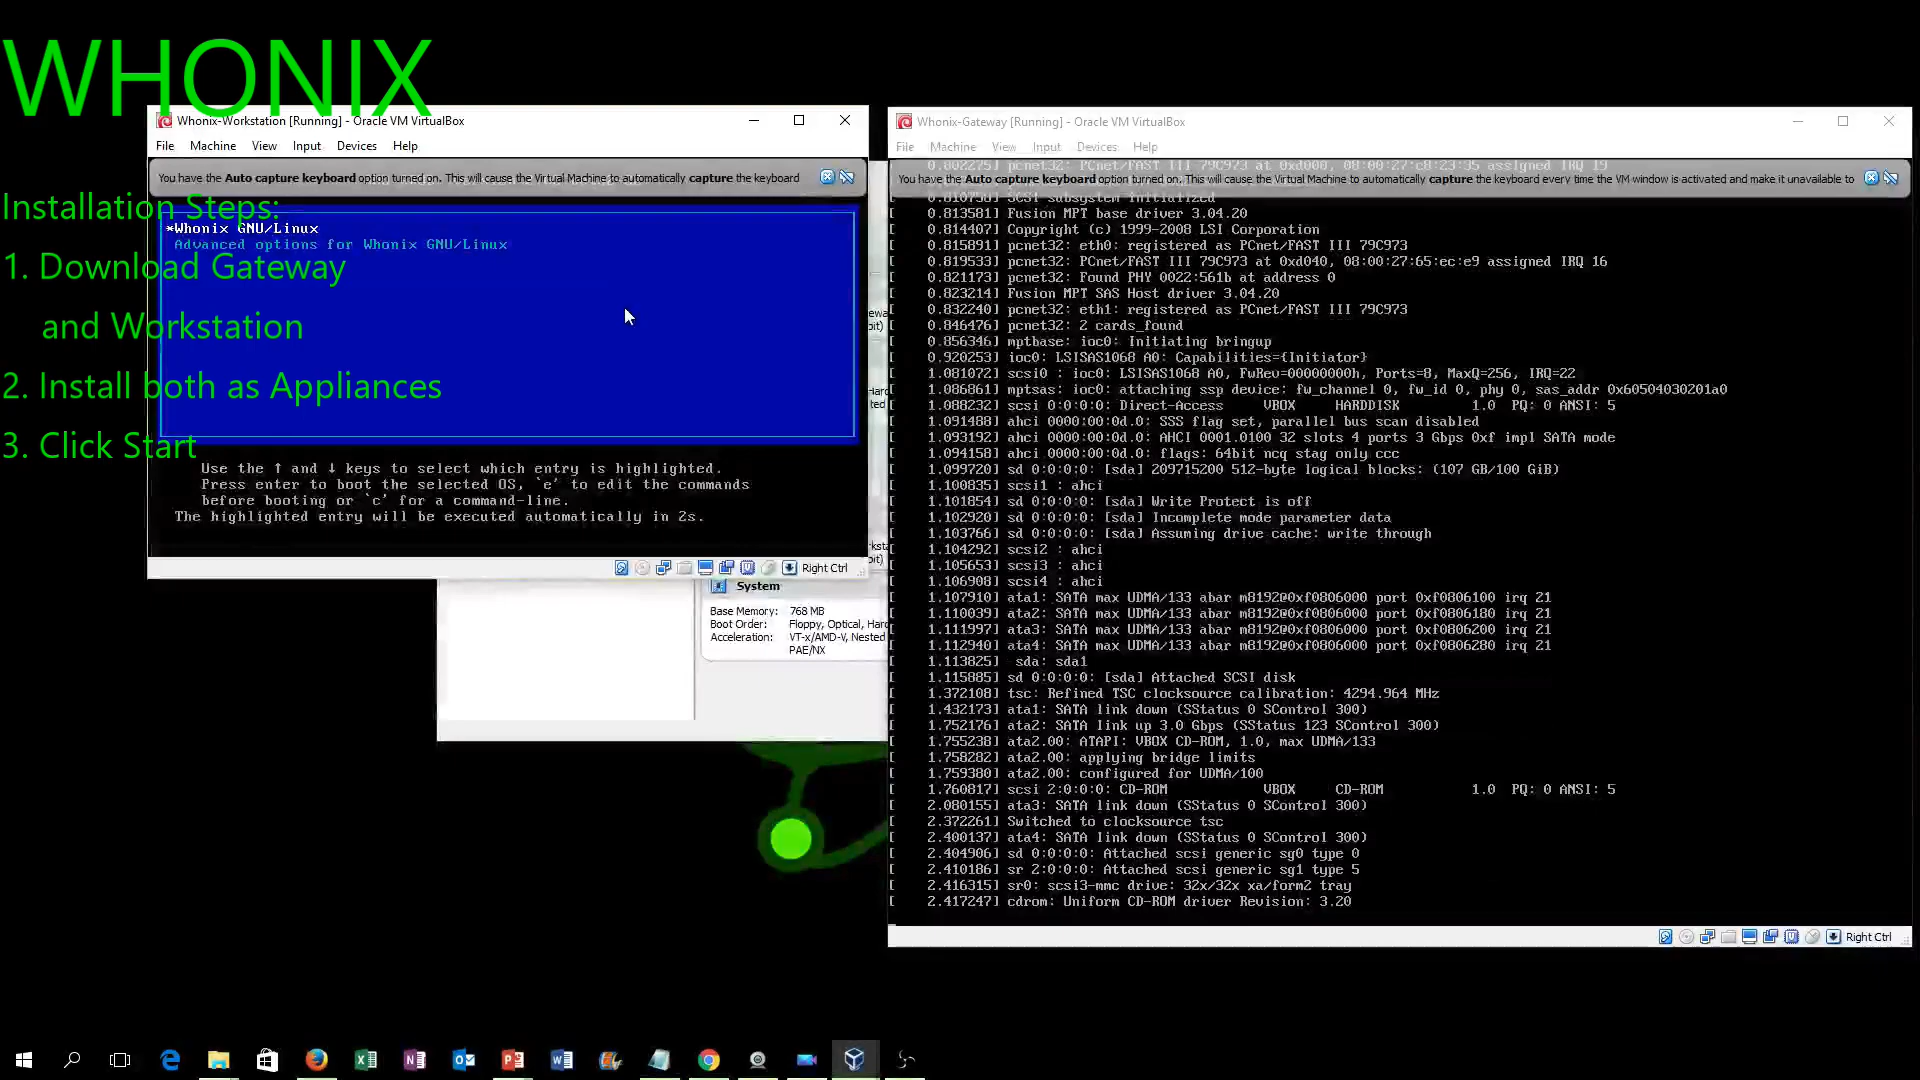 WHONIX
Installation Steps:
1. Download Gateway
and Workstation
2. Install both as Appliances
3. Click Start
Whonix-Workstation [Running] - Oracle VM VirtualBox
File Machine View Input Devices Help
You have the Auto capture keyboard option turned on. This will cause the Virtual Machine to automatically capture the keyboard
*Whonix GNU/Linux
Advanced options for Whonix GNU/Linux
Use the ↑ and ↓ keys to select which entry is highlighted.
Press enter to boot the selected OS, `e' to edit the commands
before booting or `c' for a command-line.
The highlighted entry will be executed automatically in 2s.
Right Ctrl
System
Base Memory: 768 MB
Boot Order: Floppy, Optical, Hard
Acceleration: VT-x/AMD-V, Nested
PAE/NX
Whonix-Gateway [Running] - Oracle VM VirtualBox
File Machine View Input Devices Help
You have the Auto capture keyboard option turned on. This will cause the Virtual Machine to automatically capture the keyboard every time the VM window is activated and make it unavailable to
[ 0.813581] Fusion MPT base driver 3.04.20
[ 0.814407] Copyright (c) 1999-2008 LSI Corporation
[ 0.815891] pcnet32: eth0: registered as PCnet/FAST III 79C973
[ 0.819533] pcnet32: PCnet/FAST III 79C973 at 0xd040, 08:00:27:65:ec:e9 assigned IRQ 16
[ 0.821173] pcnet32: Found PHY 0022:561b at address 0
[ 0.823214] Fusion MPT SAS Host driver 3.04.20
[ 0.832240] pcnet32: eth1: registered as PCnet/FAST III 79C973
[ 0.846476] pcnet32: 2 cards_found
[ 0.856346] mptbase: ioc0: Initiating bringup
[ 0.920253] ioc0: LSISAS1068 A0: Capabilities={Initiator}
[ 1.081072] scsi0 : ioc0: LSISAS1068 A0, FwRev=00000000h, Ports=8, MaxQ=256, IRQ=22
[ 1.086861] mptsas: ioc0: attaching ssp device: fw_channel 0, fw_id 0, phy 0, sas_addr 0x60504030201a0
[ 1.088232] scsi 0:0:0:0: Direct-Access VBOX HARDDISK 1.0 PQ: 0 ANSI: 5
[ 1.091488] ahci 0000:00:0d.0: SSS flag set, parallel bus scan disabled
[ 1.093192] ahci 0000:00:0d.0: AHCI 0001.0100 32 slots 4 ports 3 Gbps 0xf impl SATA mode
[ 1.094158] ahci 0000:00:0d.0: flags: 64bit ncq stag only ccc
[ 1.099720] sd 0:0:0:0: [sda] 209715200 512-byte logical blocks: (107 GB/100 GiB)
[ 1.100835] scsi1 : ahci
[ 1.101854] sd 0:0:0:0: [sda] Write Protect is off
[ 1.102920] sd 0:0:0:0: [sda] Incomplete mode parameter data
[ 1.103766] sd 0:0:0:0: [sda] Assuming drive cache: write through
[ 1.104292] scsi2 : ahci
[ 1.105653] scsi3 : ahci
[ 1.106908] scsi4 : ahci
[ 1.107910] ata1: SATA max UDMA/133 abar m8192@0xf0806000 port 0xf0806100 irq 21
[ 1.110039] ata2: SATA max UDMA/133 abar m8192@0xf0806000 port 0xf0806180 irq 21
[ 1.111997] ata3: SATA max UDMA/133 abar m8192@0xf0806000 port 0xf0806200 irq 21
[ 1.112940] ata4: SATA max UDMA/133 abar m8192@0xf0806000 port 0xf0806280 irq 21
[ 1.113825] sda: sda1
[ 1.115885] sd 0:0:0:0: [sda] Attached SCSI disk
[ 1.372108] tsc: Refined TSC clocksource calibration: 4294.964 MHz
[ 1.432173] ata1: SATA link down (SStatus 0 SControl 300)
[ 1.752176] ata2: SATA link up 3.0 Gbps (SStatus 123 SControl 300)
[ 1.755238] ata2.00: ATAPI: VBOX CD-ROM, 1.0, max UDMA/133
[ 1.758282] ata2.00: applying bridge limits
[ 1.759380] ata2.00: configured for UDMA/100
[ 1.760817] scsi 2:0:0:0: CD-ROM VBOX CD-ROM 1.0 PQ: 0 ANSI: 5
[ 2.080155] ata3: SATA link down (SStatus 0 SControl 300)
[ 2.372261] Switched to clocksource tsc
[ 2.400137] ata4: SATA link down (SStatus 0 SControl 300)
[ 2.404906] sd 0:0:0:0: Attached scsi generic sg0 type 0
[ 2.410186] sr 2:0:0:0: Attached scsi generic sg1 type 5
[ 2.416315] sr0: scsi3-mmc drive: 32x/32x xa/form2 tray
[ 2.417247] cdrom: Uniform CD-ROM driver Revision: 3.20
Right Ctrl